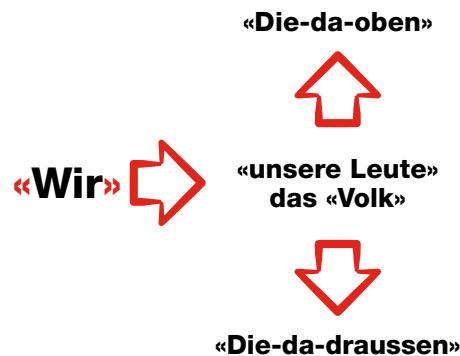 «Die-da-oben»
«Wir»
«unsere Leute»
das «Volk»
«Die-da-draussen»